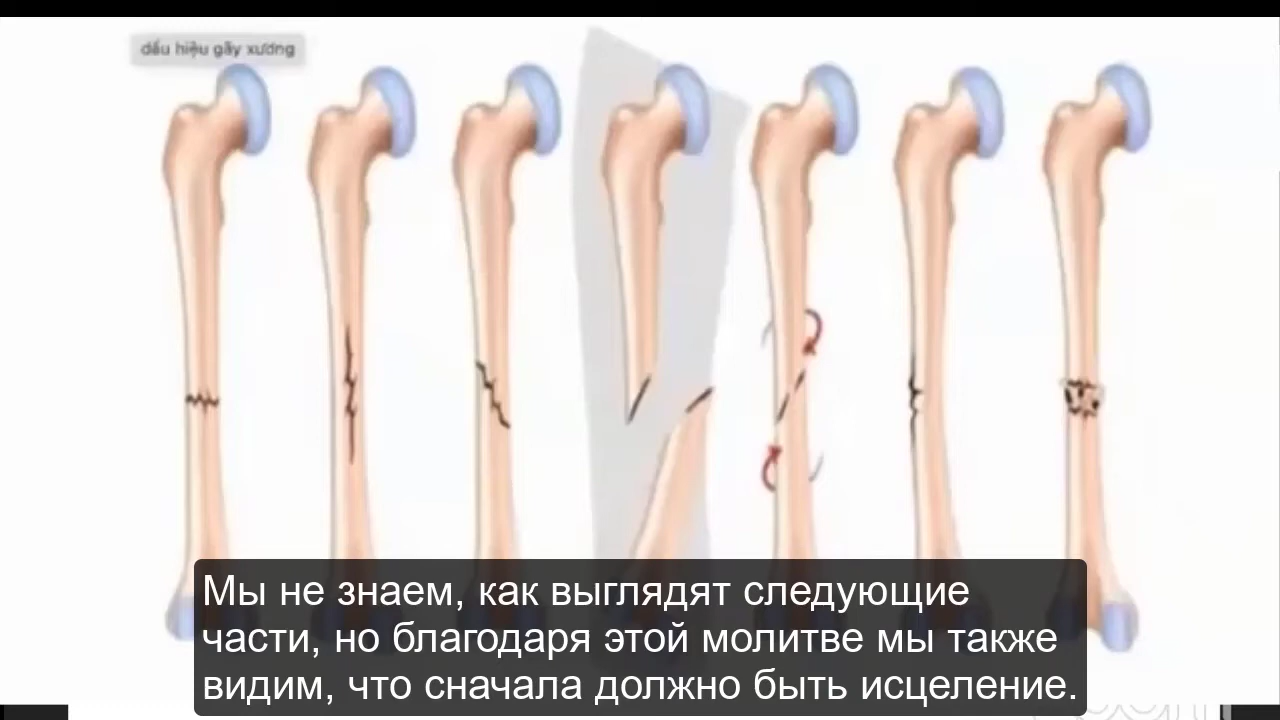 dấu hiệu gãy xương
Мы не знаем, как выглядят следующие
части, но благодаря этой молитве мы также
видим, что сначала должно быть исцеление.